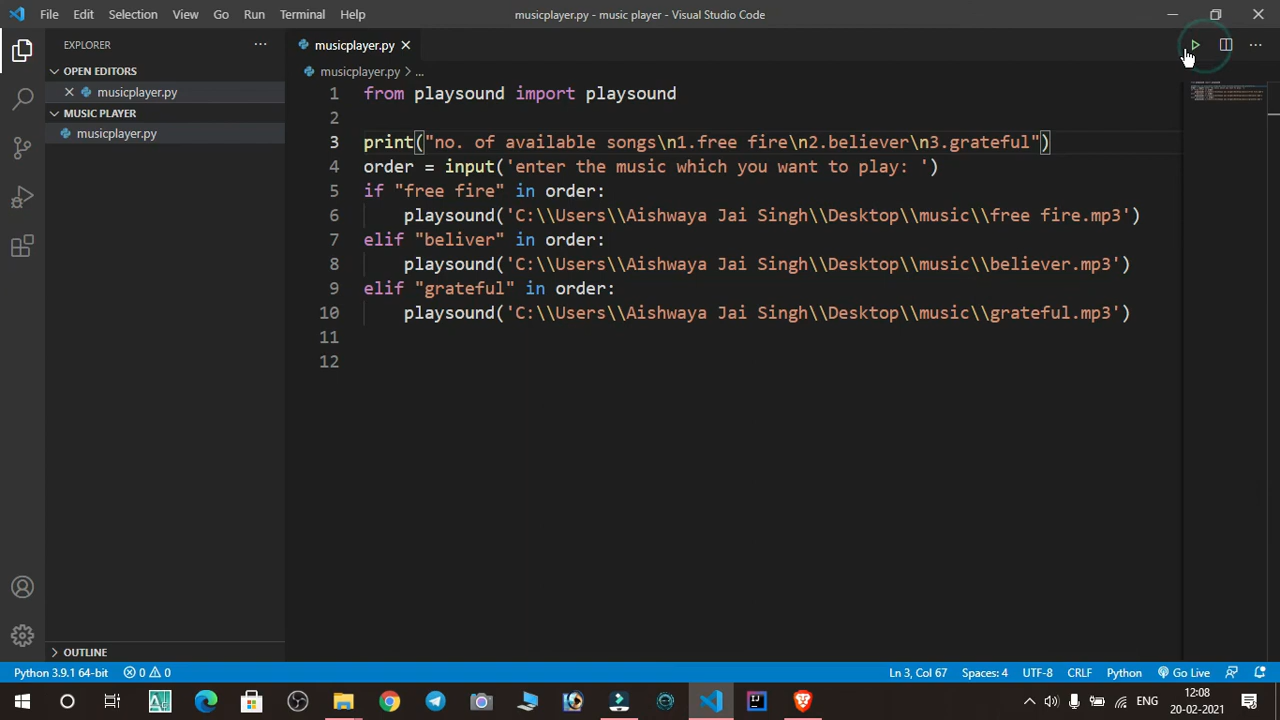 File Edit Selection View Go Run Terminal Help
musicplayer.py - music player - Visual Studio Code
EXPLORER
musicplayer.py
OPEN EDITORS
musicplayer.py > ...
musicplayer.py
MUSIC PLAYER
musicplayer.py
1 from playsound import playsound
2
3 print("no. of available songs\n1.free fire\n2.believer\n3.grateful")
4 order = input('enter the music which you want to play: ')
5 if "free fire" in order:
6 playsound('C:\\Users\\Aishwaya Jai Singh\\Desktop\\music\\free fire.mp3')
7 elif "beliver" in order:
8 playsound('C:\\Users\\Aishwaya Jai Singh\\Desktop\\music\\believer.mp3')
9 elif "grateful" in order:
10 playsound('C:\\Users\\Aishwaya Jai Singh\\Desktop\\music\\grateful.mp3')
11
12
OUTLINE
Python 3.9.1 64-bit 0 0 Ln 3, Col 67 Spaces: 4 UTF-8 CRLF Python Go Live
ENG
12:08
20-02-2021